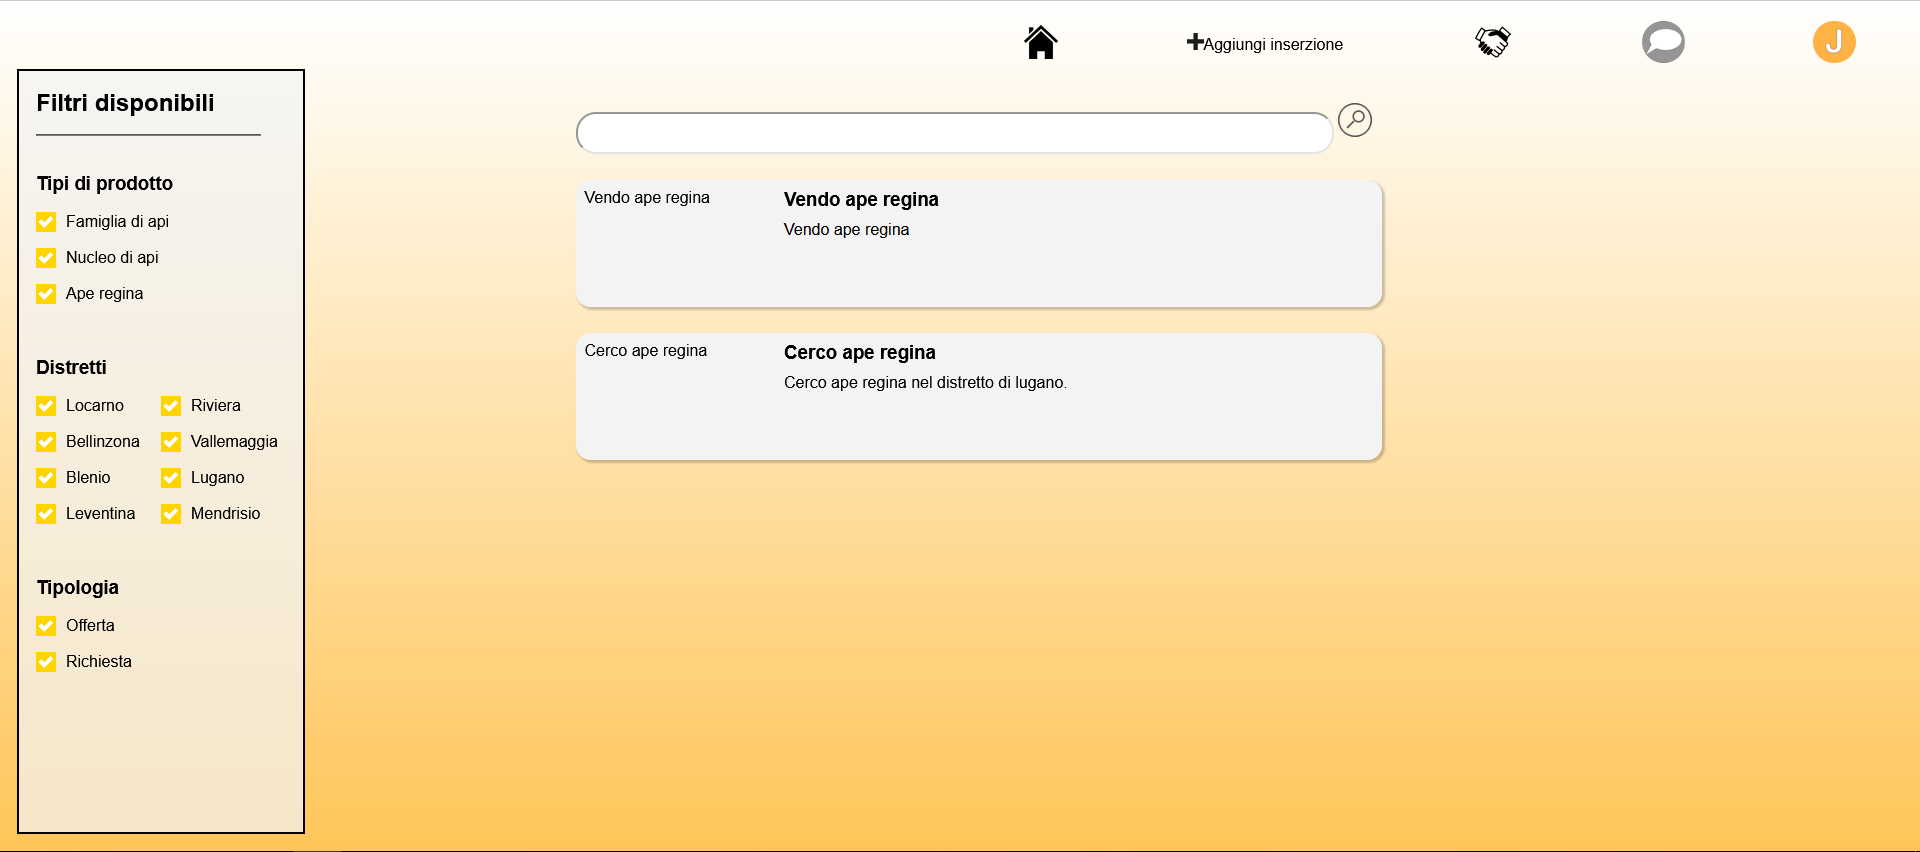 Aggiungi inserzione
J
Filtri disponibili
Tipi di prodotto
Famiglia di api
Nucleo di api
Ape regina
Distretti
Locarno
Riviera
Bellinzona
Vallemaggia
Blenio
Lugano
Leventina
Mendrisio
Tipologia
Offerta
Richiesta
Vendo ape regina
Vendo ape regina
Vendo ape regina
Cerco ape regina
Cerco ape regina
Cerco ape regina nel distretto di lugano.